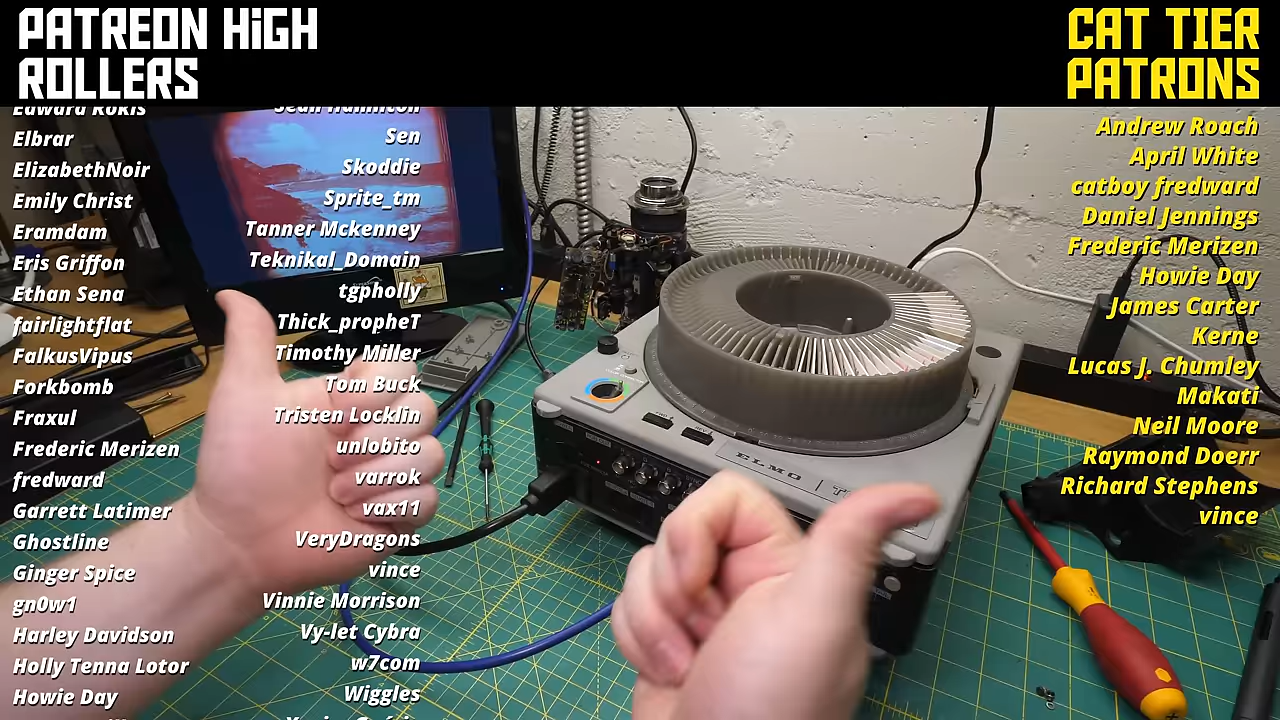 PATREON HiGH
ROLLERS
CAT TIER
PATRONS
Edward Rokis
Elbrar
ElizabethNoir
Emily Christ
Eramdam
Eris Griffon
Ethan Sena
fairlightflat
FalkusVipus
Forkbomb
Fraxul
Frederic Merizen
fredward
Garrett Latimer
Ghostline
Ginger Spice
gn0w1
Harley Davidson
Holly Tenna Lotor
Howie Day
Sean Hamilton
Sen
Skoddie
Sprite_tm
Tanner Mckenney
Teknikal_Domain
tgpholly
Thick_propheT
Timothy Miller
Tom Buck
Tristen Locklin
unlobito
varrok
vax11
VeryDragons
vince
Vinnie Morrison
Vy-let Cybra
w7com
Wiggles
Andrew Roach
April White
catboy fredward
Daniel Jennings
Frederic Merizen
Howie Day
James Carter
Kerne
Lucas J. Chumley
Makati
Neil Moore
Raymond Doerr
Richard Stephens
vince
ELMO